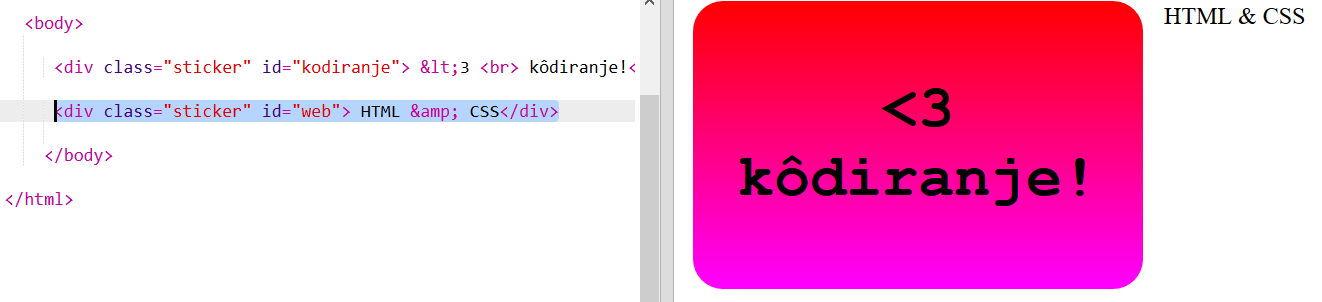 <body>
<div class="sticker" id="kodiranje"> &lt;3 <br> kôdiranje!<
<div class="sticker" id="web"> HTML &amp; CSS</div>
</body>
</html>
<3
kôdiranje!
HTML & CSS